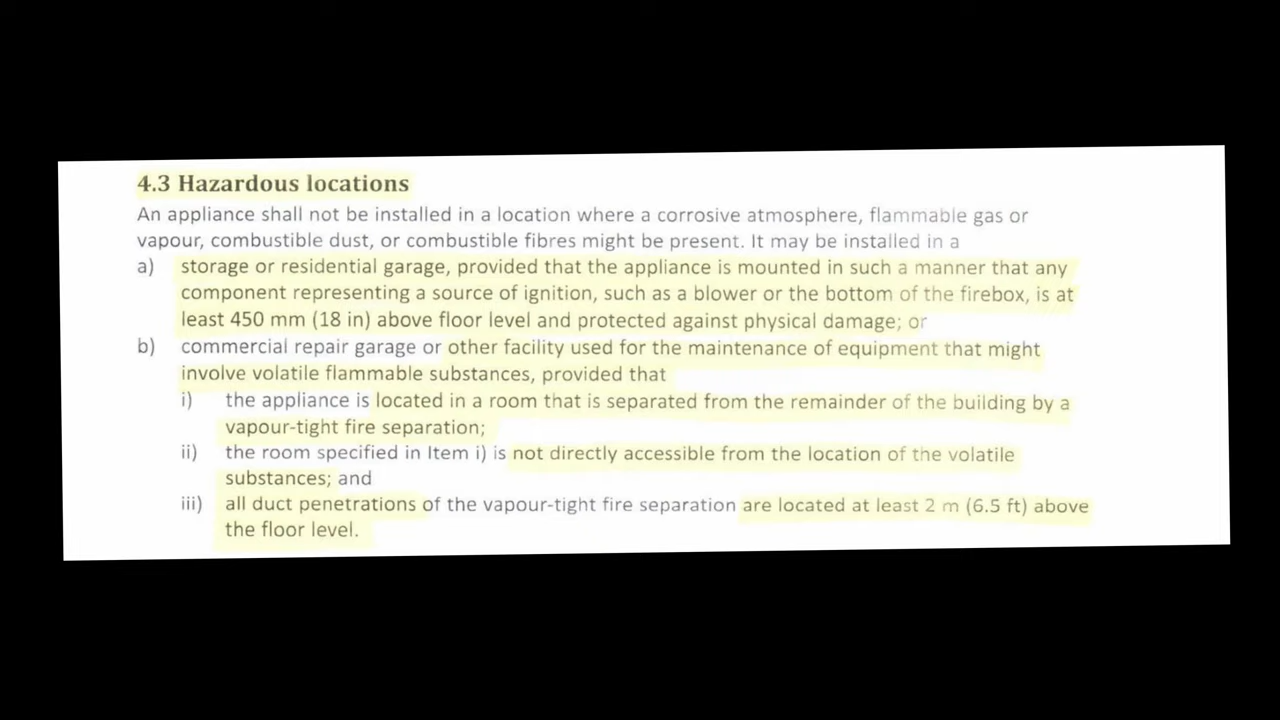 4.3 Hazardous locations
An appliance shall not be installed in a location where a corrosive atmosphere, flammable gas or
vapour, combustible dust, or combustible fibres might be present. It may be installed in a
a) storage or residential garage, provided that the appliance is mounted in such a manner that any
component representing a source of ignition, such as a blower or the bottom of the firebox, is at
least 450 mm (18 in) above floor level and protected against physical damage; or
b) commercial repair garage or other facility used for the maintenance of equipment that might
involve volatile flammable substances, provided that
i) the appliance is located in a room that is separated from the remainder of the building by a
vapour-tight fire separation;
ii) the room specified in Item i) is not directly accessible from the location of the volatile
substances; and
iii) all duct penetrations of the vapour-tight fire separation are located at least 2 m (6.5 ft) above
the floor level.